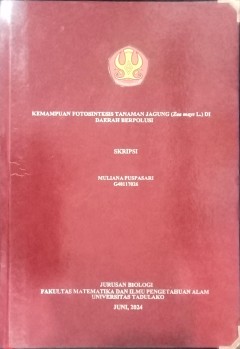 KEMAMPUAN FOTOSINTESIS TANAMAN JAGUNG (Zea mays L.) DI
DAERAH BERPOLUSI
SKRIPSI
MULIANA PUSPASARI
G40117026
JURUSAN BIOLOGI
FAKULTAS MATEMATIKA DAN ILMU PENGETAHUAN ALAM
UNIVERSITAS TADULAKO
JUNI, 2024